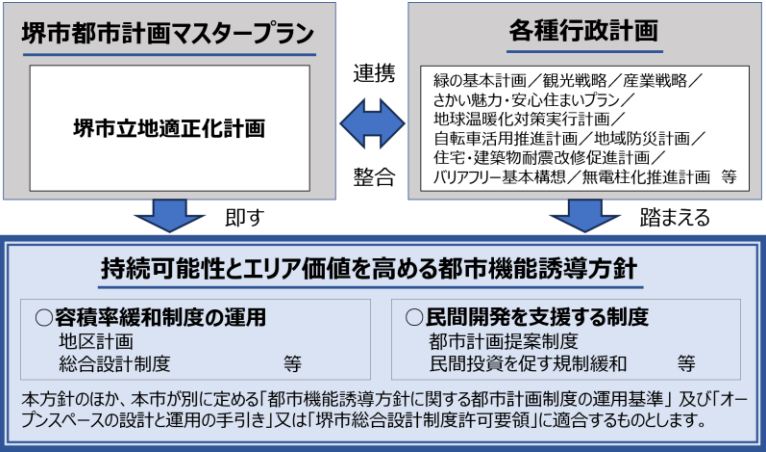 堺市都市計画マスタープラン
堺市立地適正化計画
連携
整合
各種行政計画
緑の基本計画／観光戦略／産業戦略／
さかい魅力・安心住まいプラン／
地球温暖化対策実行計画／
自転車活用推進計画／地域防災計画／
住宅・建築物耐震改修促進計画／
バリアフリー基本構想／無電柱化推進計画 等
即す
踏まえる
持続可能性とエリア価値を高める都市機能誘導方針
○容積率緩和制度の運用
地区計画
総合設計制度 等
○民間開発を支援する制度
都市計画提案制度
民間投資を促す規制緩和 等
本方針のほか、本市が別に定める「都市機能誘導方針に関する都市計画制度の運用基準」及び「オー
プンスペースの設計と運用の手引き」又は「堺市総合設計制度許可要領」に適合するものとします。